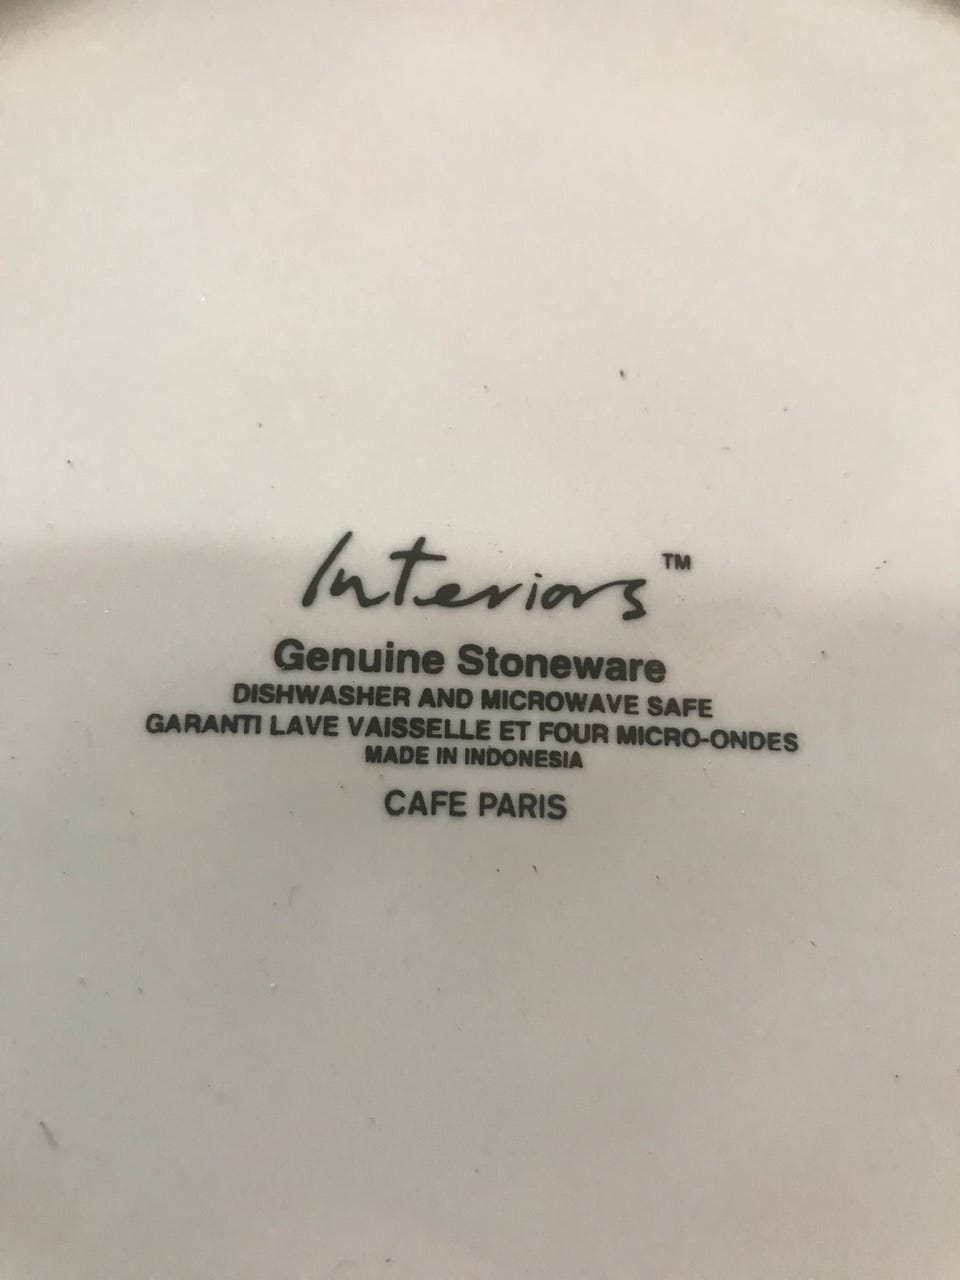 Interiors™
Genuine Stoneware
DISHWASHER AND MICROWAVE SAFE
GARANTI LAVE VAISSELLE ET FOUR MICRO-ONDES
MADE IN INDONESIA
CAFE PARIS